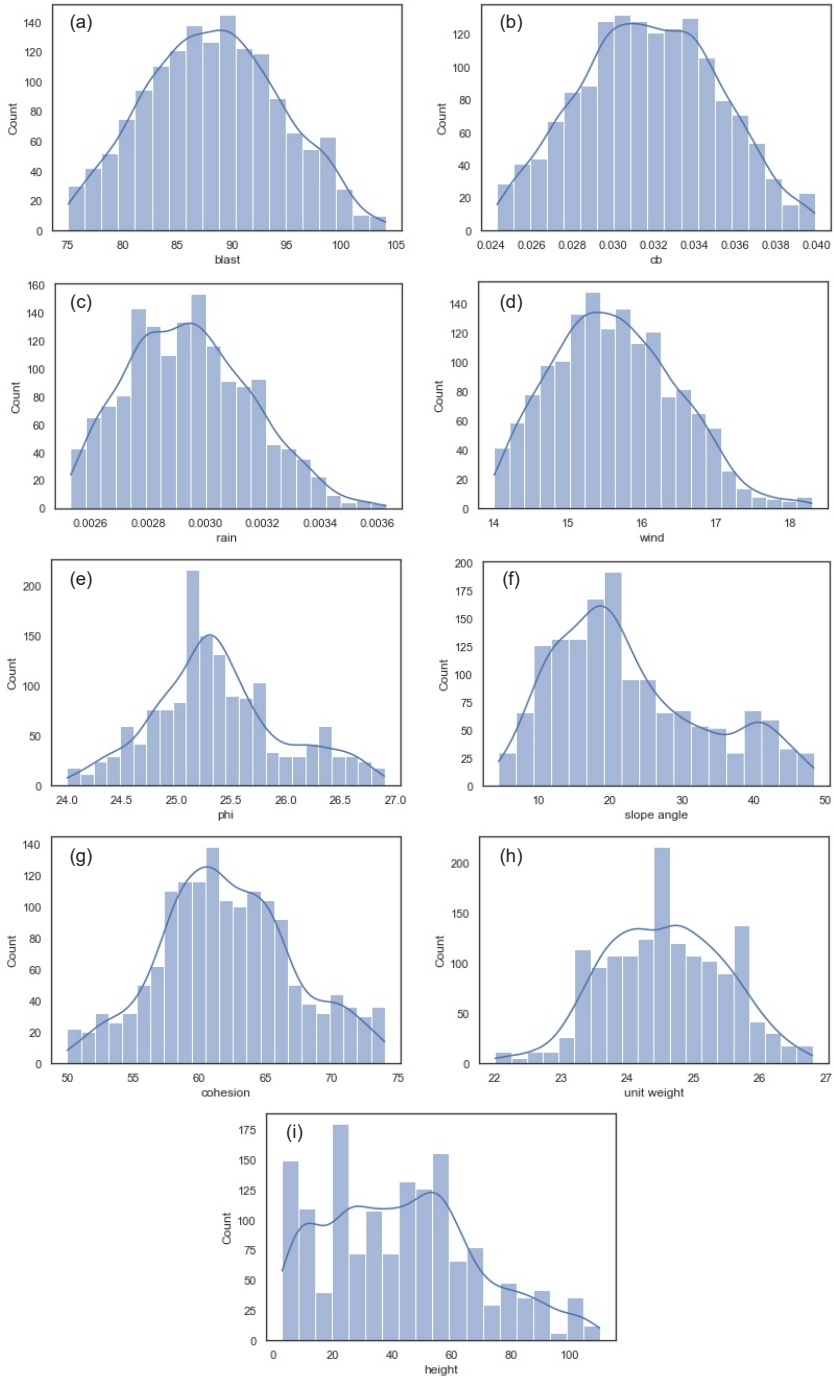 (a)
140
120
100
80
60
40
20
0
Count
75 80 85 90 95 100 105
blast
(b)
120
100
80
60
40
20
0
Count
0.024 0.026 0.028 0.030 0.032 0.034 0.036 0.038 0.040
cb
(c)
160
140
120
100
80
60
40
20
0
Count
0.0026 0.0028 0.0030 0.0032 0.0034 0.0036
rain
(d)
140
120
100
80
60
40
20
0
Count
14 15 16 17 18
wind
(e)
200
150
100
50
0
Count
24.0 24.5 25.0 25.5 26.0 26.5 27.0
phi
(f)
200
175
150
125
100
75
50
25
0
Count
10 20 30 40 50
slope angle
(g)
140
120
100
80
60
40
20
0
Count
50 55 60 65 70 75
cohesion
(h)
200
150
100
50
0
Count
22 23 24 25 26 27
unit weight
(i)
175
150
125
100
75
50
25
0
Count
0 20 40 60 80 100
height